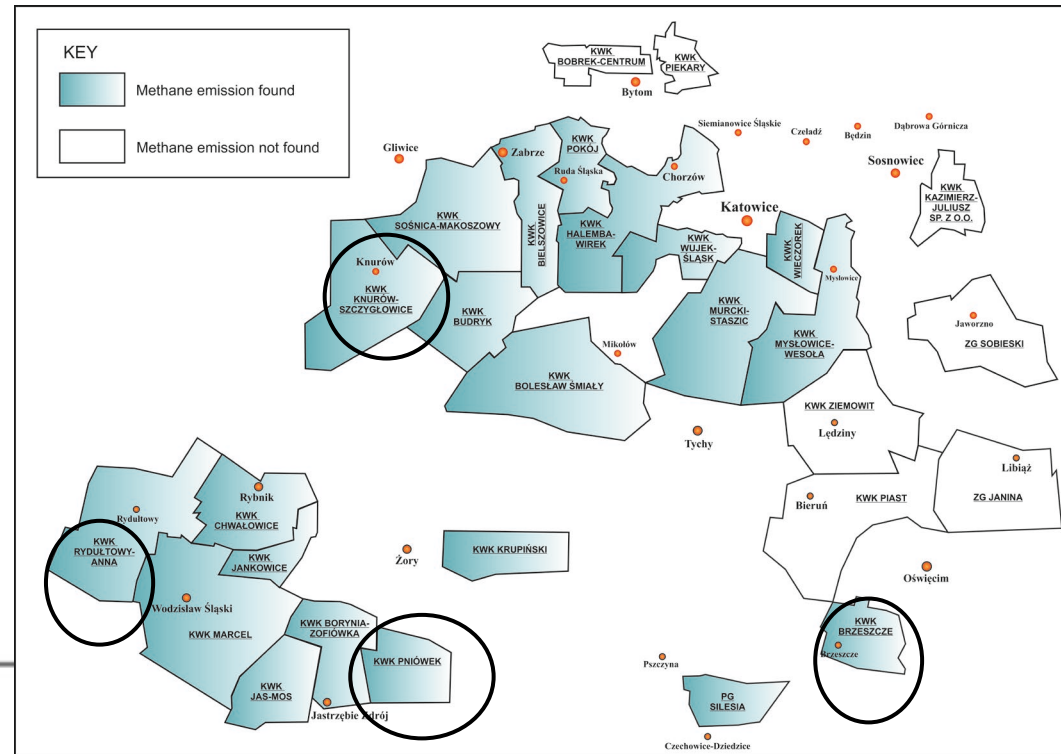 KEY
Methane emission found
Methane emission not found
KWK
BOBREK-CENTRUM
KWK
PIEKARY
Bytom
Siemianowice Śląskie
Czeladź
Będzin
Dąbrowa Górnicza
Gliwice
Zabrze
KWK
POKÓJ
Ruda Śląska
Chorzów
Sosnowiec
KWK
KAZIMIERZ-
JULIUSZ
SP. Z O.O.
Katowice
KWK
SOŚNICA-MAKOSZOWY
KWK
BIELSZOWICE
KWK
HALEMBA-
WIREK
KWK
WUJEK-
ŚLĄSK
KWK
WIECZOREK
Mysłowice
Knurów
KWK
KNURÓW-
SZCZYGŁOWICE
KWK
BUDRYK
KWK
MURCKI-
STASZIC
KWK
MYSŁOWICE-
WESOŁA
Jaworzno
ZG SOBIESKI
Mikołów
KWK
BOLESŁAW ŚMIAŁY
KWK ZIEMOWIT
Lędziny
Tychy
Libiąż
Bieruń
KWK PIAST
ZG JANINA
Rybnik
KWK
CHWAŁOWICE
Rydułtowy
KWK
RYDUŁTOWY-
ANNA
KWK
JANKOWICE
Żory
KWK KRUPIŃSKI
Oświęcim
Wodzisław Śląski
KWK MARCEL
KWK BORYNIA-
ZOFIÓWKA
KWK PNIÓWEK
KWK
BRZESZCZE
Brzeszcze
KWK
JAS-MOS
Jastrzębie Zdrój
Pszczyna
PG
SILESIA
Czechowice-Dziedzice